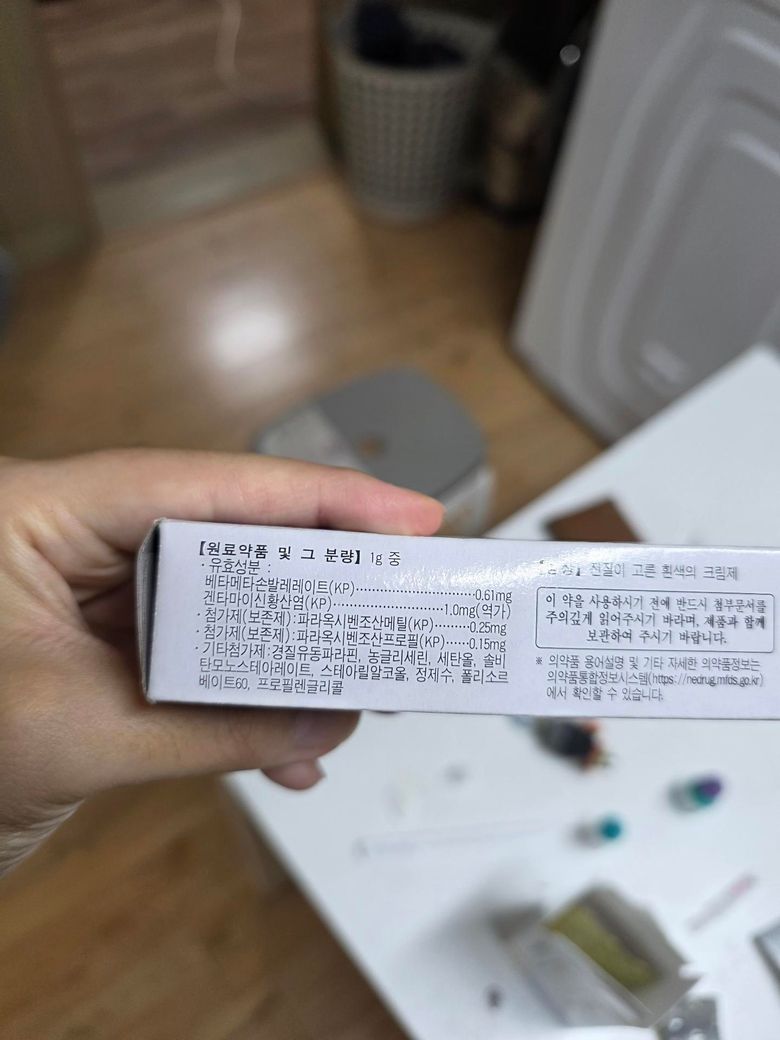 【원료약품 및 그 분량】 1g 중
· 유효성분 :
베타메타손발레레이트(KP)··········0.61mg
겐타마이신황산염(KP)··········1.0mg(역가)
· 첨가제(보존제):파라옥시벤조산메틸(KP)·····0.25mg
· 첨가제(보존제):파라옥시벤조산프로필(KP)······0.15mg
· 기타첨가제:경질유동파라핀, 농글리세린, 세탄올, 솔비
탄모노스테아레이트, 스테아릴알코올, 정제수, 폴리소르
베이트60, 프로필렌글리콜
】 전질이 고른 흰색의 크림제
이 약을 사용하시기 전에 반드시 첨부문서를
주의깊게 읽어주시기 바라며, 제품과 함께
보관하여 주시기 바랍니다.
※ 의약품 용어설명 및 기타 자세한 의약품정보는
의약품통합정보시스템(https://nedrug.mfds.go.kr)
에서 확인할 수 있습니다.